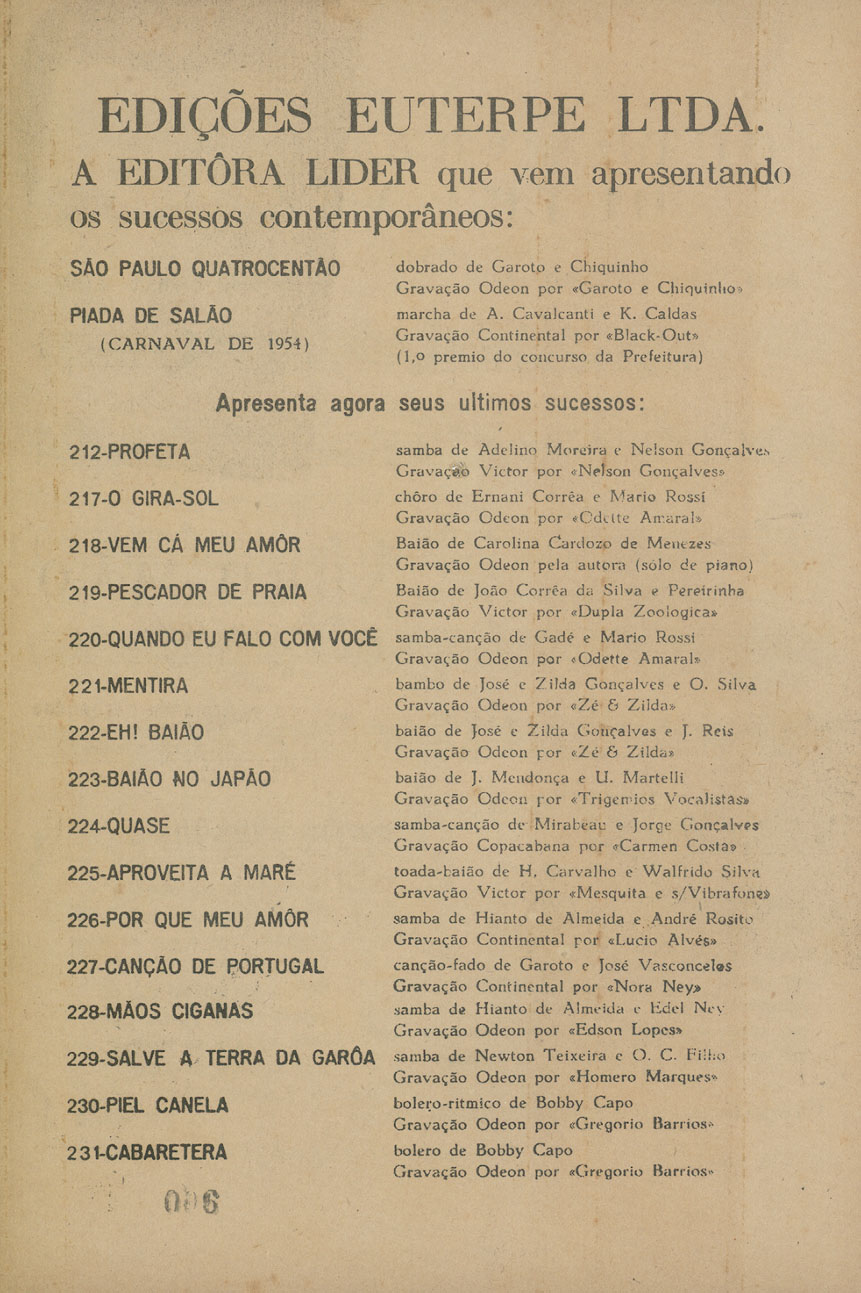 EDIÇÕES EUTERPE LTDA.
A EDITÔRA LIDER que vem apresentando
os sucessos contemporâneos:
SÃO PAULO QUATROCENTÃO dobrado de Garoto e Chiquinho
Gravação Odeon por «Garoto e Chiquinho»
PIADA DE SALÃO marcha de A. Cavalcanti e K. Caldas
(CARNAVAL DE 1954) Gravação Continental por «Black-Out»
(1,o premio do concurso da Prefeitura)
Apresenta agora seus ultimos sucessos:
212-PROFETA samba de Adelino Moreira e Nelson Gonçalves
Gravação Victor por «Nelson Gonçalves»
217-O GIRA-SOL chôro de Ernani Corrêa e Mario Rossi
Gravação Odeon por «Odette Amaral»
218-VEM CÁ MEU AMÔR Baião de Carolina Cardozo de Menezes
Gravação Odeon pela autora (sólo de piano)
219-PESCADOR DE PRAIA Baião de João Corrêa da Silva e Pereirinha
Gravação Victor por «Dupla Zoologica»
220-QUANDO EU FALO COM VOCÊ samba-canção de Gadé e Mario Rossi
Gravação Odeon por «Odette Amaral»
221-MENTIRA bambo de José e Zilda Gonçalves e O. Silva
Gravação Odeon por «Zé & Zilda»
222-EH! BAIÃO baião de José e Zilda Gonçalves e J. Reis
Gravação Odeon por «Zé & Zilda»
223-BAIÃO NO JAPÃO baião de J. Mendonça e U. Martelli
Gravação Odeon por «Trigemios Vocalistas»
224-QUASE samba-canção de Mirabeau e Jorge Gonçalves
Gravação Copacabana por «Carmen Costa»
225-APROVEITA A MARÉ toada-baião de H. Carvalho e Walfrido Silva
Gravação Victor por «Mesquita e s/Vibrafone»
226-POR QUE MEU AMÔR samba de Hianto de Almeida e André Rosito
Gravação Continental por «Lucio Alvés»
227-CANÇÃO DE PORTUGAL canção-fado de Garoto e José Vasconcelos
Gravação Continental por «Nora Ney»
228-MÃOS CIGANAS samba de Hianto de Almeida e Edel Ney
Gravação Odeon por «Edson Lopes»
229-SALVE A TERRA DA GARÔA samba de Newton Teixeira e O. C. Filho
Gravação Odeon por «Homero Marques»
230-PIEL CANELA bolero-ritmico de Bobby Capo
Gravação Odeon por «Gregorio Barrios»
231-CABARETERA bolero de Bobby Capo
Gravação Odeon por «Gregorio Barrios»